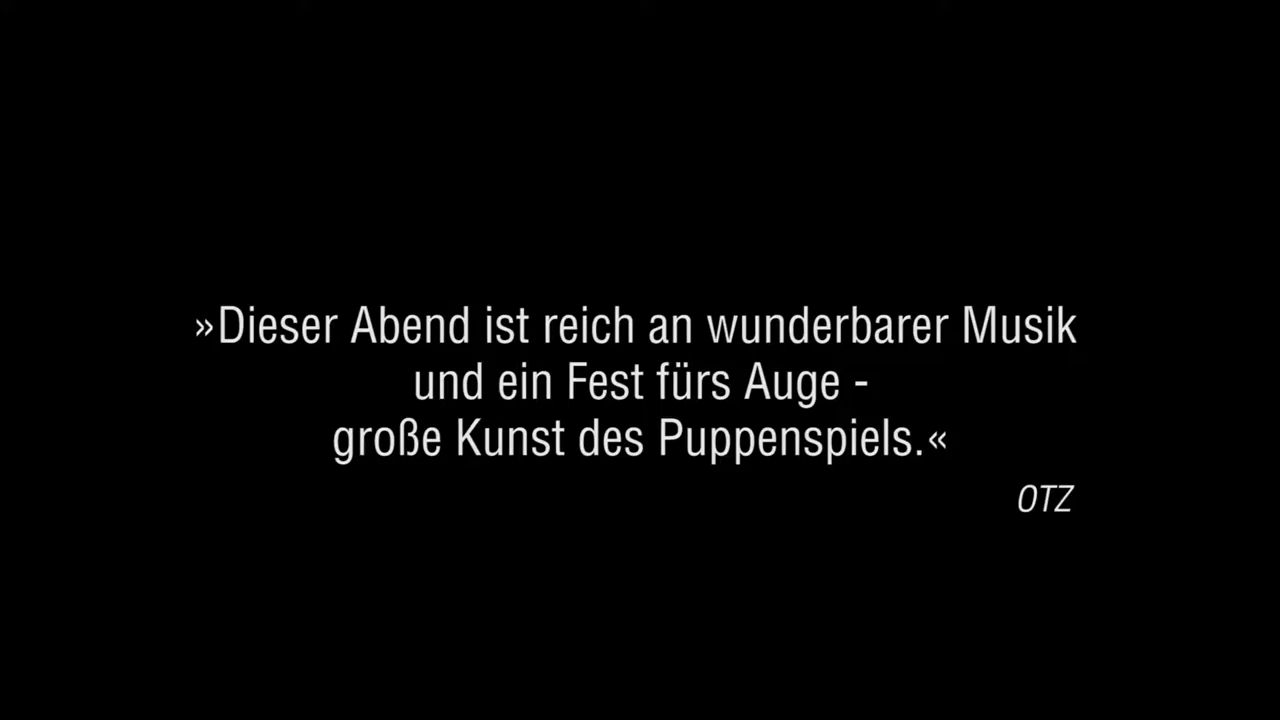 »Dieser Abend ist reich an wunderbarer Musik
und ein Fest fürs Auge -
große Kunst des Puppenspiels.«
OTZ